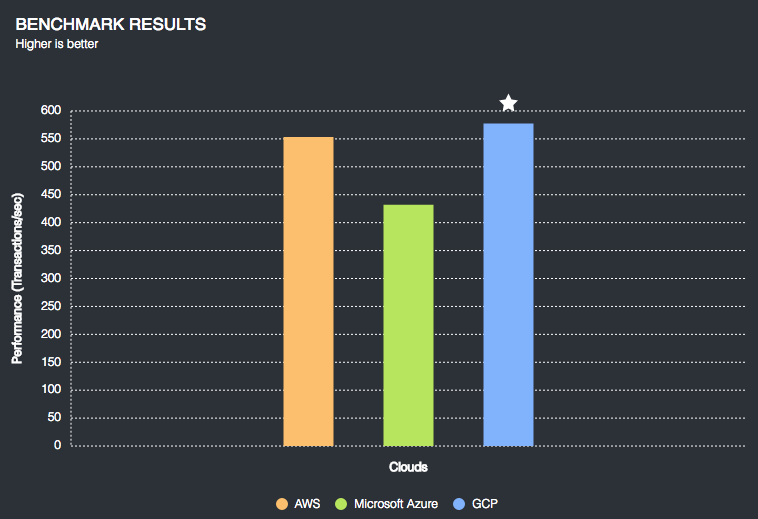 BENCHMARK RESULTS
Higher is better
600
550
500
450
400
350
300
250
200
150
100
50
0
Performance (Transactions/sec)
Clouds
AWS Microsoft Azure GCP